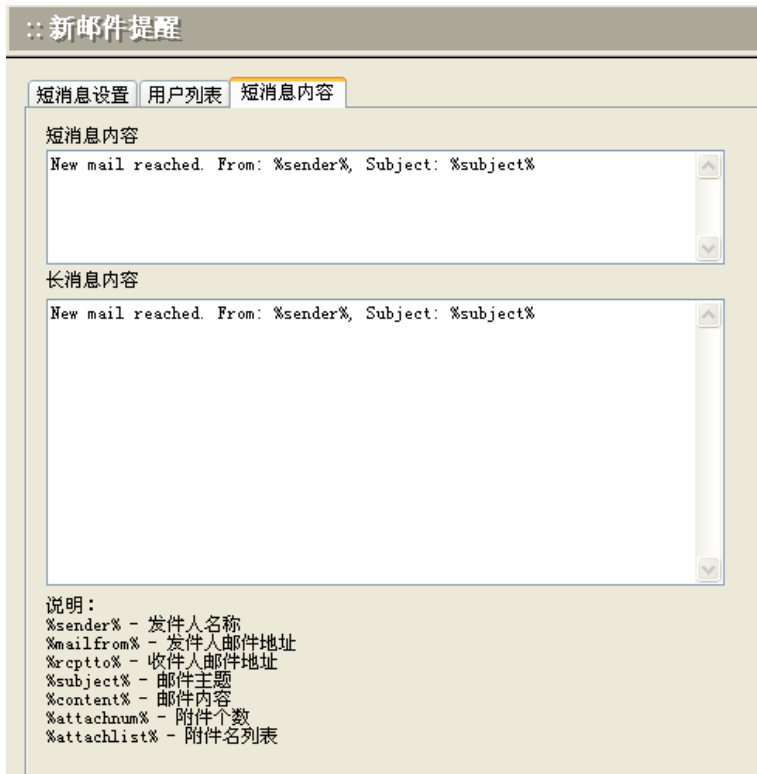 ::新邮件提醒
短消息设置 用户列表 短消息内容
短消息内容
New mail reached. From: %sender%, Subject: %subject%
长消息内容
New mail reached. From: %sender%, Subject: %subject%
说明：
%sender% - 发件人名称
%mailfrom% - 发件人邮件地址
%rcptto% - 收件人邮件地址
%subject% - 邮件主题
%content% - 邮件内容
%attachnum% - 附件个数
%attachlist% - 附件名列表